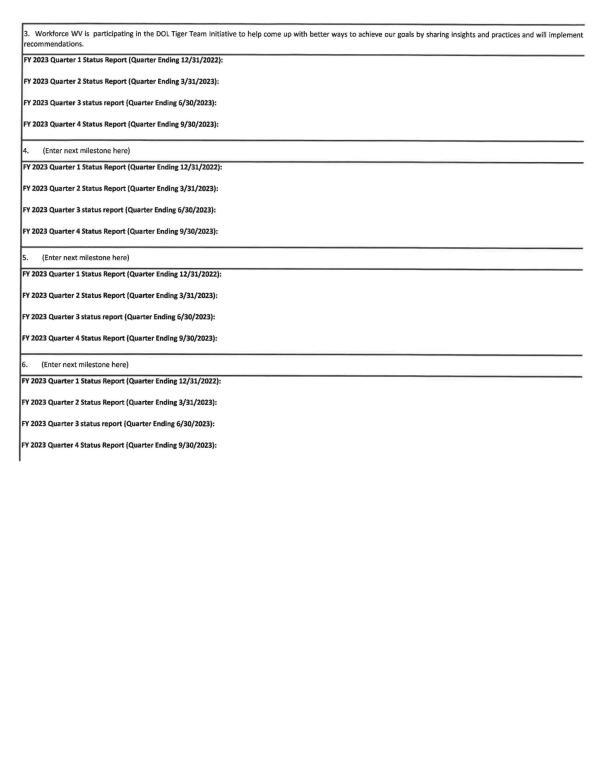 3. Workforce WV is participating in the DOL Tiger Team Initiative to help come up with better ways to achieve our goals by sharing insights and practices and will implement
recommendations.
FY 2023 Quarter 1 Status Report (Quarter Ending 12/31/2022):
FY 2023 Quarter 2 Status Report (Quarter Ending 3/31/2023):
FY 2023 Quarter 3 status report (Quarter Ending 6/30/2023):
FY 2023 Quarter 4 Status Report (Quarter Ending 9/30/2023):
4. (Enter next milestone here)
FY 2023 Quarter 1 Status Report (Quarter Ending 12/31/2022):
FY 2023 Quarter 2 Status Report (Quarter Ending 3/31/2023):
FY 2023 Quarter 3 status report (Quarter Ending 6/30/2023):
FY 2023 Quarter 4 Status Report (Quarter Ending 9/30/2023):
5. (Enter next milestone here)
FY 2023 Quarter 1 Status Report (Quarter Ending 12/31/2022):
FY 2023 Quarter 2 Status Report (Quarter Ending 3/31/2023):
FY 2023 Quarter 3 status report (Quarter Ending 6/30/2023):
FY 2023 Quarter 4 Status Report (Quarter Ending 9/30/2023):
6. (Enter next milestone here)
FY 2023 Quarter 1 Status Report (Quarter Ending 12/31/2022):
FY 2023 Quarter 2 Status Report (Quarter Ending 3/31/2023):
FY 2023 Quarter 3 status report (Quarter Ending 6/30/2023):
FY 2023 Quarter 4 Status Report (Quarter Ending 9/30/2023):